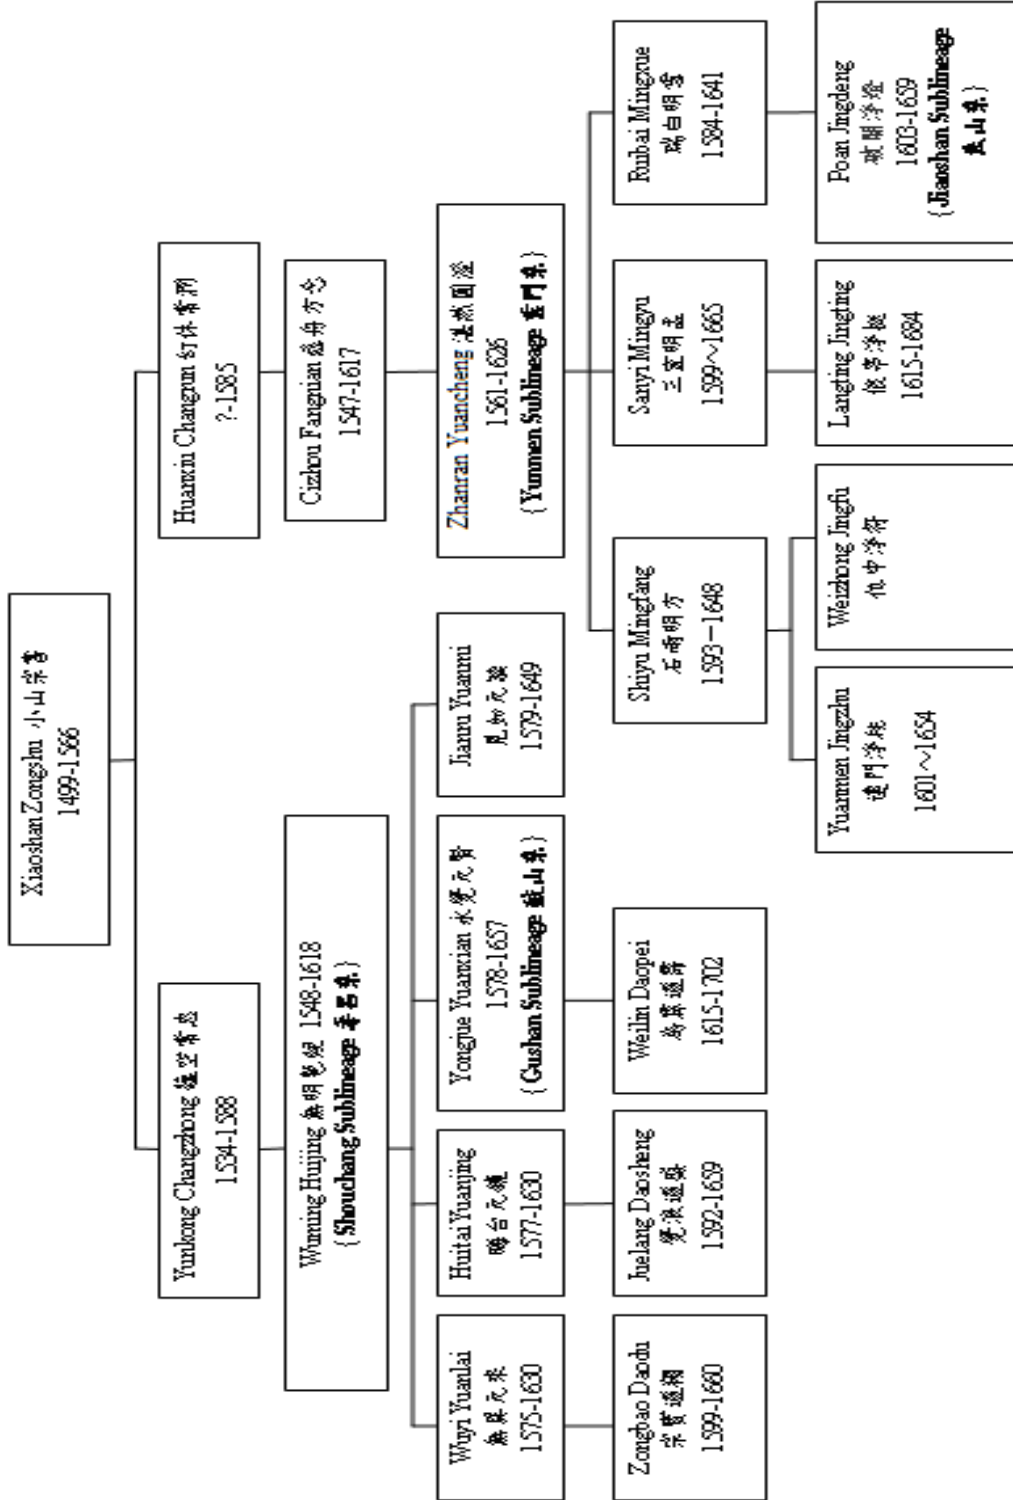 Xiaoshan Zongshu 小山宗書
1499-1566
Yunkong Changzhong 蘊空常忠
1534-1588
Huanxiu Changrun 幻休常潤
?-1585
Wuming Huijing 無明慧經 1548-1618
{ Shouchang Sublineage 壽昌系 }
Cizhou Fangnian 慈舟方念
1547-1617
Wuyi Yuanlai
無異元來
1575-1630
Huitai Yuanjing
晦台元鏡
1577-1630
Yongjue Yuanxian 永覺元賢
1578-1657
{ Gushan Sublineage 鼓山系 }
Jianru Yuanmi
見如元謐
1579-1649
Zhanran Yuancheng 湛然圓澄
1561-1626
{ Yunmen Sublineage 雲門系 }
Zongbao Daodu
宗寶道獨
1599-1660
Juelang Daosheng
覺浪道盛
1592-1659
Weilin Daopei
為霖道霈
1615-1702
Shiyu Mingfang
石雨明方
1593-1648
Sanyi Mingyu
三宜明盂
1599~1665
Ruibai Mingxue
瑞白明雪
1584-1641
Yuanmen Jingzhu
遠門淨柱
1601~1654
Weizhong Jingfu
位中淨符
Langting Jingting
俍亭淨挺
1615-1684
Poan Jingdeng
破闇淨燈
1603-1659
{ Jiaoshan Sublineage
焦山系 }